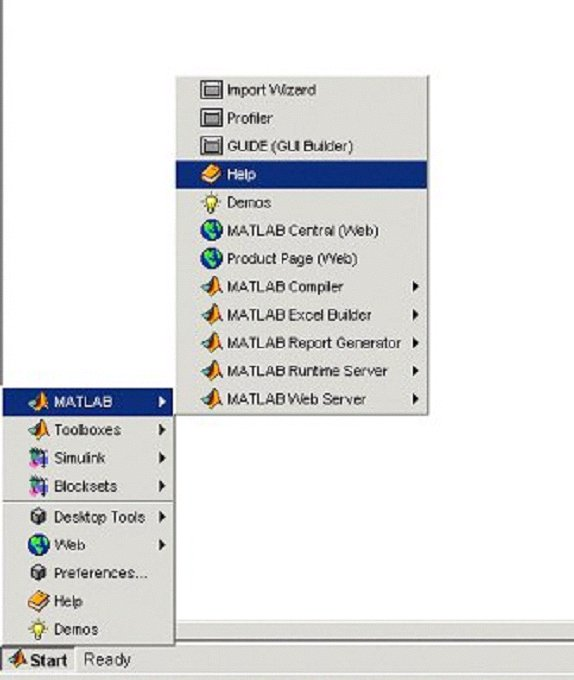 Import Wizard
Profiler
GUIDE (GUI Builder)
Help
Demos
MATLAB Central (Web)
Product Page (Web)
MATLAB Compiler
MATLAB Excel Builder
MATLAB Report Generator
MATLAB Runtime Server
MATLAB Web Server
MATLAB
Toolboxes
Simulink
Blocksets
Desktop Tools
Web
Preferences...
Help
Demos
Start Ready